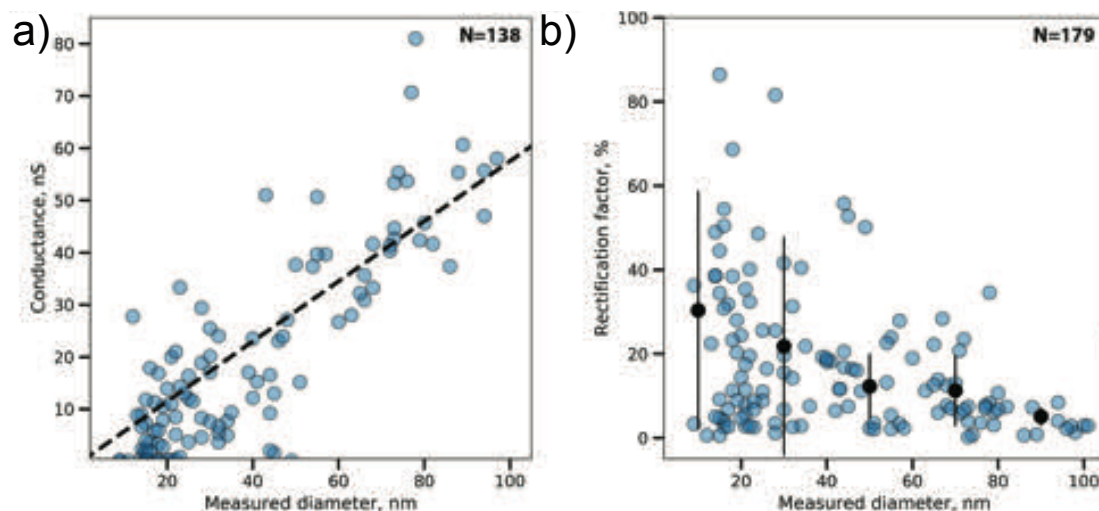 a)
N=138
Conductance, nS
80
70
60
50
40
30
20
10
20 40 60 80 100
Measured diameter, nm
b)
N=179
Rectification factor, %
100
80
60
40
20
0
20 40 60 80 100
Measured diameter, nm